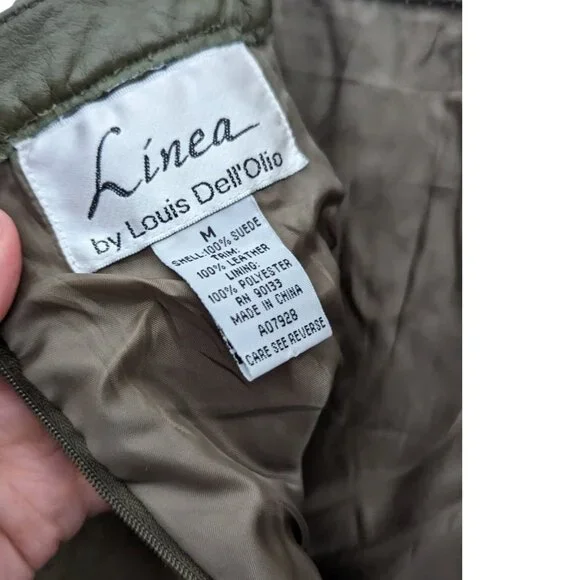 Linea
by Louis Dell'Olio
M
SHELL:100% SUEDE
TRIM:
100% LEATHER
LINING:
100% POLYESTER
RN 90133
MADE IN CHINA
A07928
CARE SEE REVERSE